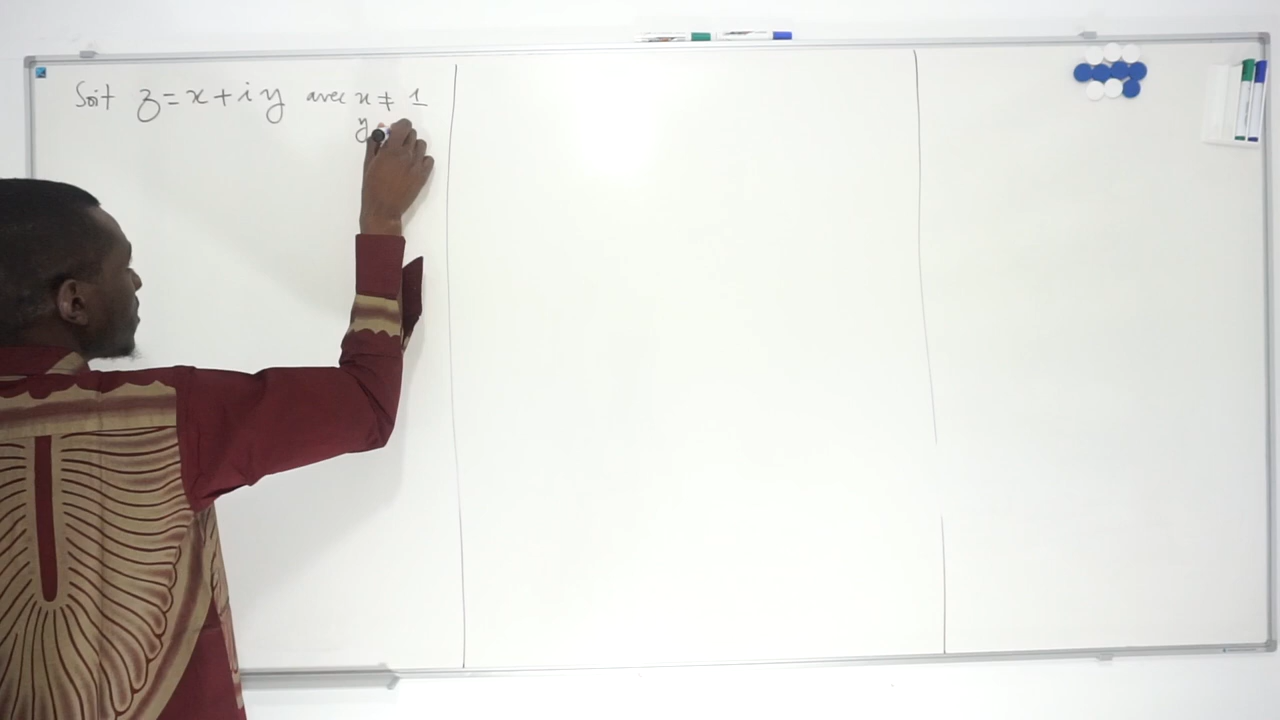 Soit z = x + iy avec x ≠ 1
y